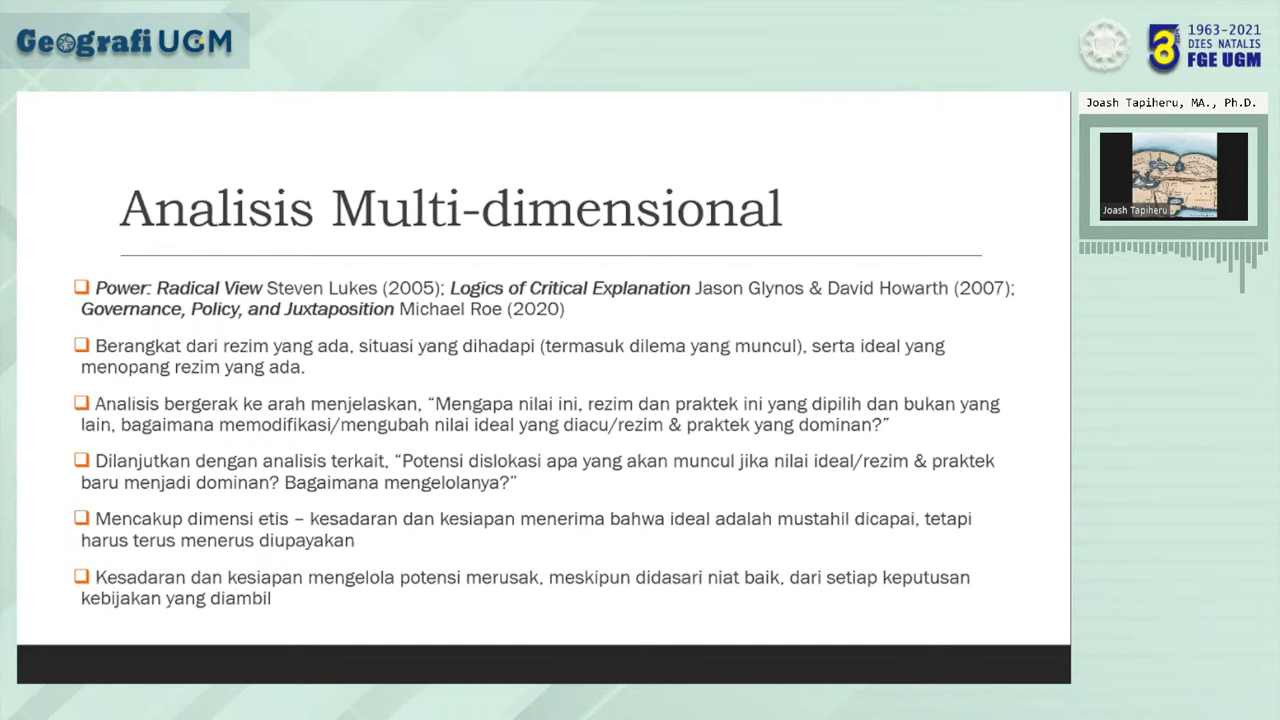 Geografi UGM
1963-2021
DIES NATALIS
FGE UGM
Joash Tapiheru, MA., Ph.D.
Joash Tapiheru
Analisis Multi-dimensional
Power: Radical View Steven Lukes (2005); Logics of Critical Explanation Jason Glynos & David Howarth (2007);
Governance, Policy, and Juxtaposition Michael Roe (2020)
Berangkat dari rezim yang ada, situasi yang dihadapi (termasuk dilema yang muncul), serta ideal yang
menopang rezim yang ada.
Analisis bergerak ke arah menjelaskan, “Mengapa nilai ini, rezim dan praktek ini yang dipilih dan bukan yang
lain, bagaimana memodifikasi/mengubah nilai ideal yang diacu/rezim & praktek yang dominan?”
Dilanjutkan dengan analisis terkait, “Potensi dislokasi apa yang akan muncul jika nilai ideal/rezim & praktek
baru menjadi dominan? Bagaimana mengelolanya?”
Mencakup dimensi etis – kesadaran dan kesiapan menerima bahwa ideal adalah mustahil dicapai, tetapi
harus terus menerus diupayakan
Kesadaran dan kesiapan mengelola potensi merusak, meskipun didasari niat baik, dari setiap keputusan
kebijakan yang diambil